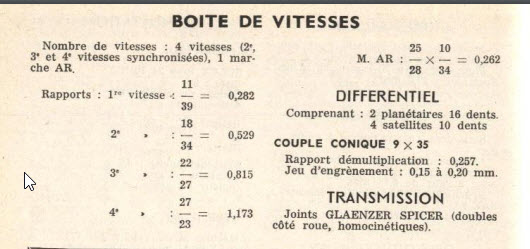 BOITE DE VITESSES
Nombre de vitesses : 4 vitesses (2e,
3e et 4e vitesses synchronisées), 1 mar-
che AR.
Rapports : 1re vitesse : 11/39 = 0,282
2e » : 18/34 = 0,529
3e » : 22/27 = 0,815
4e » : 27/23 = 1,173
M. AR : 25/28 × 10/34 = 0,262
DIFFERENTIEL
Comprenant : 2 planétaires 16 dents.
4 satellites 10 dents
COUPLE CONIQUE 9 × 35
Rapport démultiplication : 0,257.
Jeu d'engrènement : 0,15 à 0,20 mm.
TRANSMISSION
Joints GLAENZER SPICER (doubles
côté roue, homocinétiques).